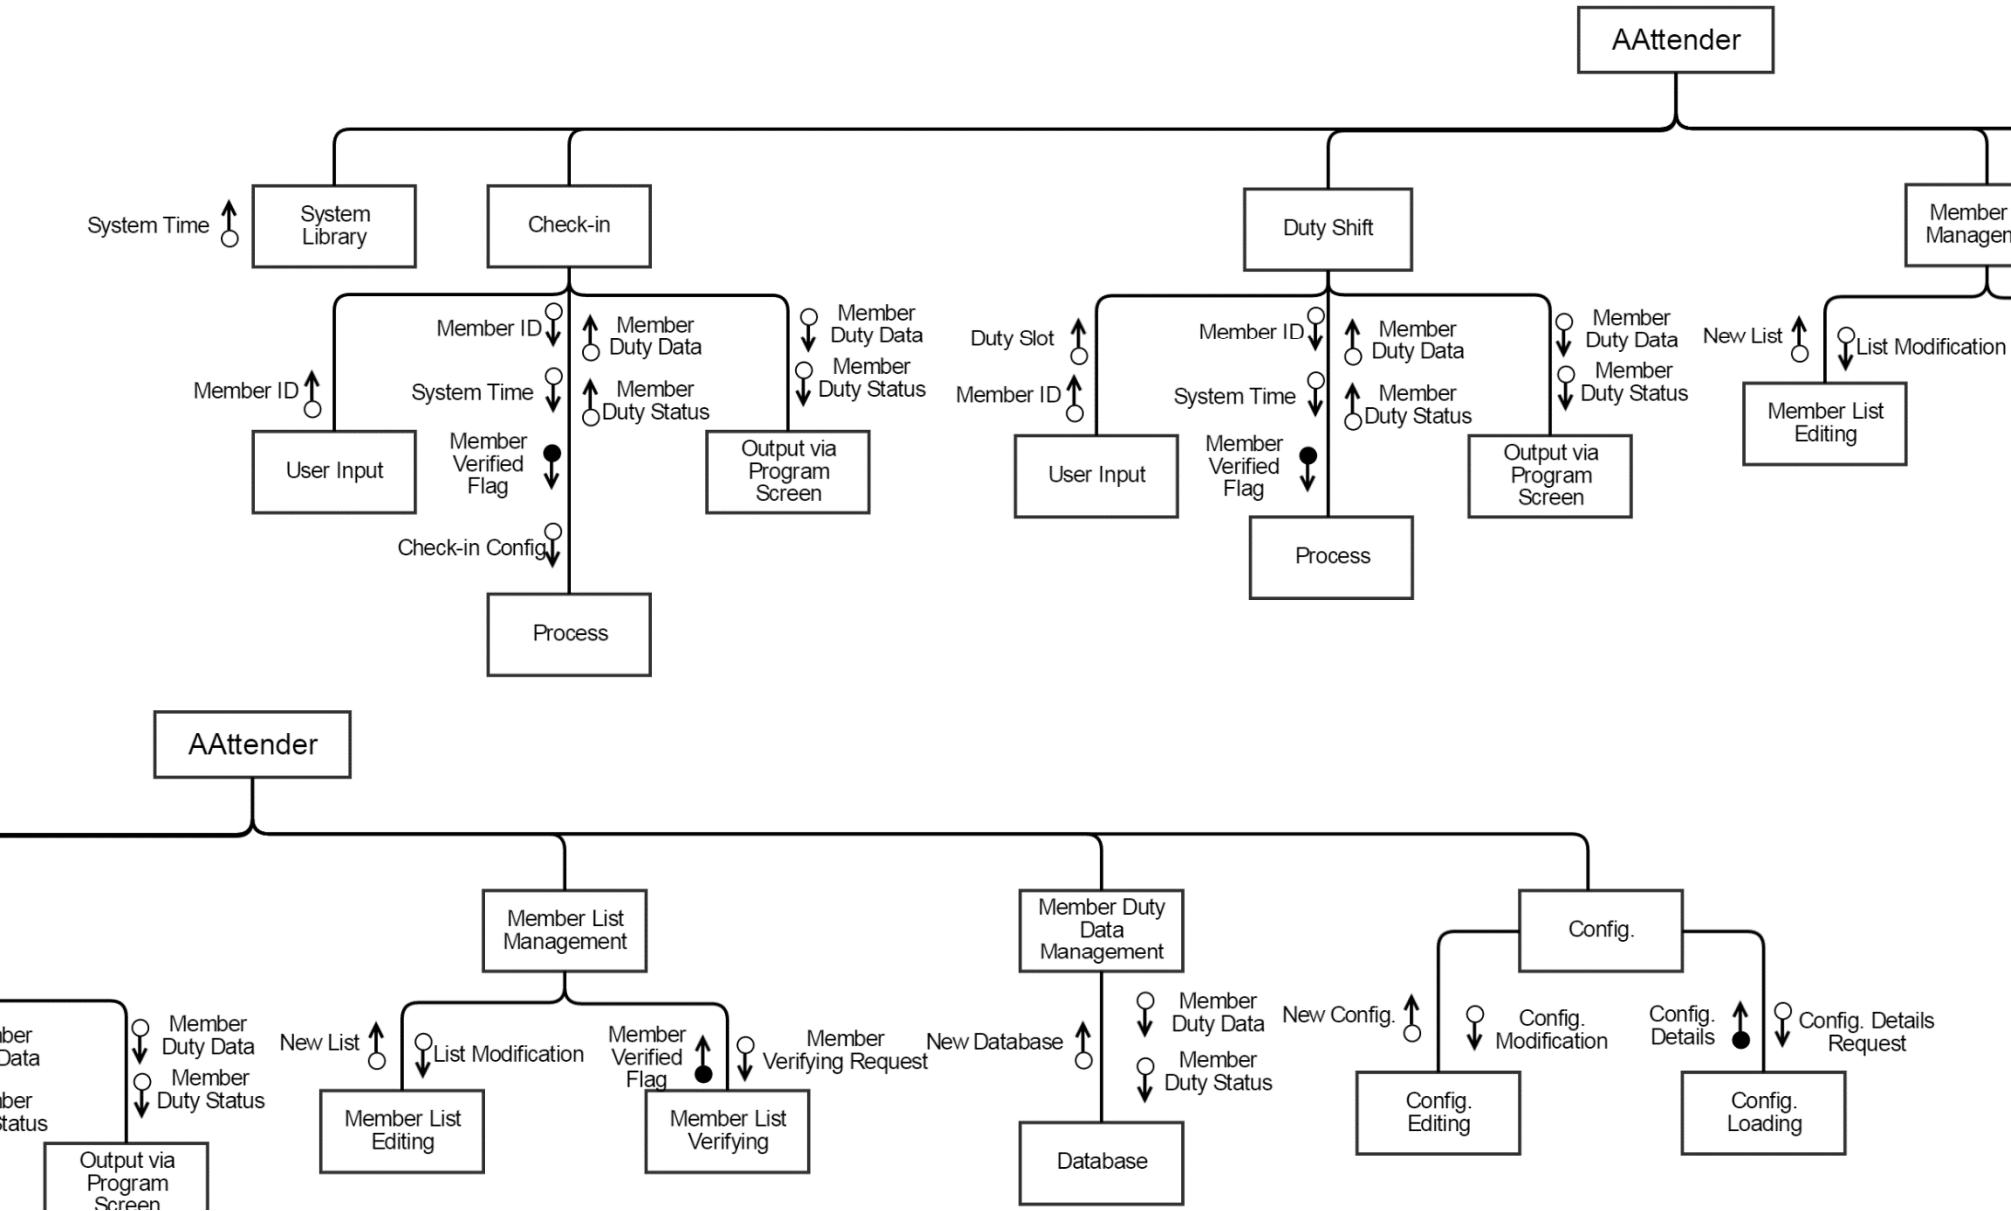 AAttender
System Time
System
Library
Check-in
Duty Shift
Member
Member ID
Member
Duty Data
Member
Duty Data
Member ID
System Time
Member
Duty Status
Member
Duty Status
Member
Verified
Flag
User Input
Output via
Program
Screen
Check-in Config
Process
Duty Slot
Member ID
Member ID
Member
Duty Data
Member
Duty Data
System Time
Member
Duty Status
Member
Duty Status
Member
Verified
Flag
User Input
Output via
Program
Screen
Process
New List
List Modification
Member List
Editing
AAttender
Member List
Management
Member Duty
Data
Management
Config.
Data
Member
Duty Data
Member
Duty Status
Output via
Program
Screen
New List
List Modification
Member
Verified
Flag
Member
Verifying Request
Member List
Editing
Member List
Verifying
New Database
Member
Duty Data
Member
Duty Status
Database
New Config.
Config.
Modification
Config.
Details
Config. Details
Request
Config.
Editing
Config.
Loading